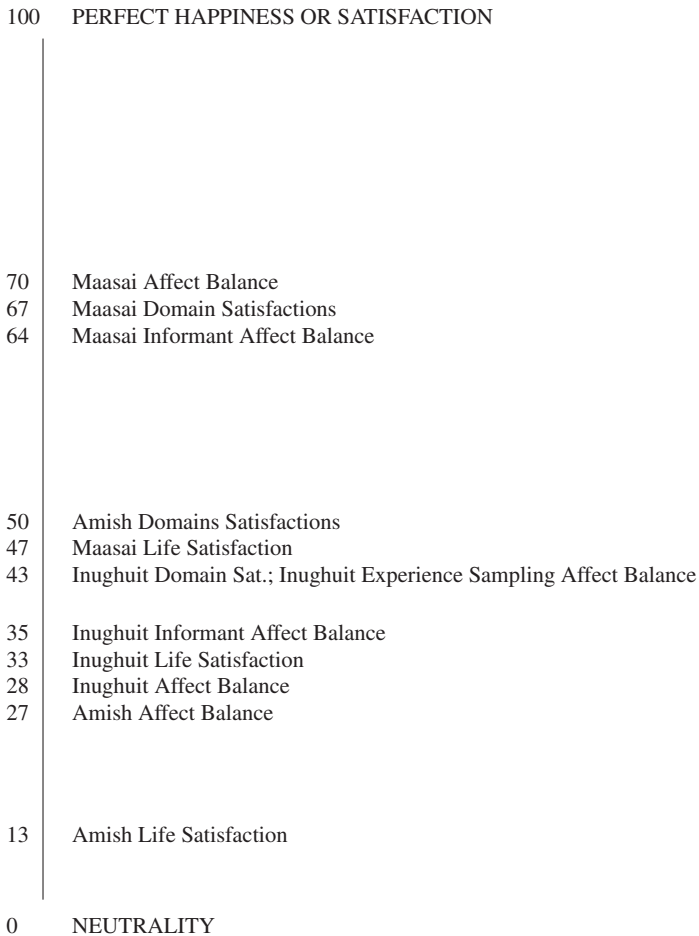 100 PERFECT HAPPINESS OR SATISFACTION
70 Maasai Affect Balance
67 Maasai Domain Satisfactions
64 Maasai Informant Affect Balance
50 Amish Domains Satisfactions
47 Maasai Life Satisfaction
43 Inughuit Domain Sat.; Inughuit Experience Sampling Affect Balance
35 Inughuit Informant Affect Balance
33 Inughuit Life Satisfaction
28 Inughuit Affect Balance
27 Amish Affect Balance
13 Amish Life Satisfaction
0 NEUTRALITY